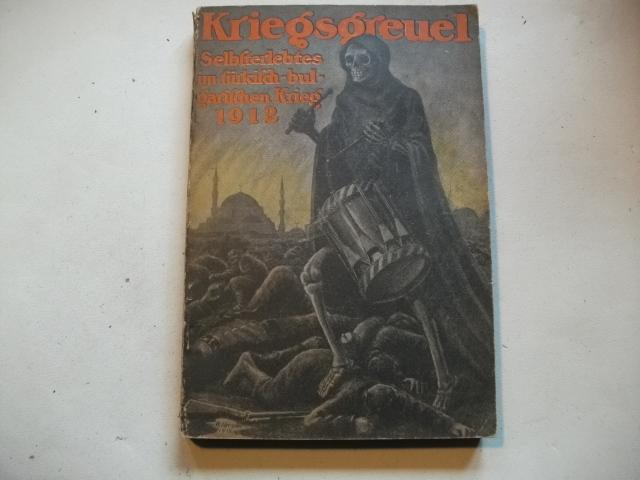 Kriegsgreuel
Selbsterlebtes
im türkisch-bul-
garischen Krieg
1912